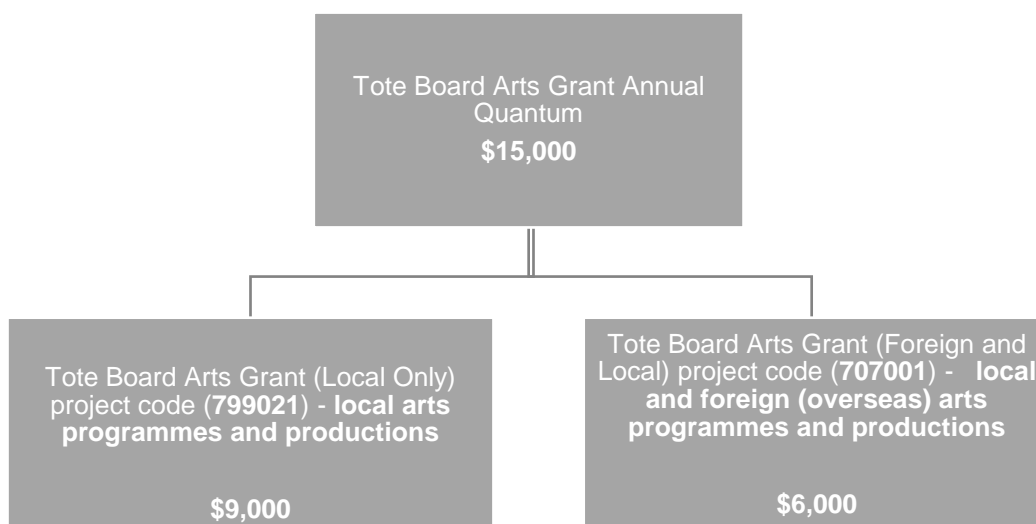 Tote Board Arts Grant Annual
Quantum
$15,000
Tote Board Arts Grant (Local Only)
project code (799021) - local arts
programmes and productions
$9,000
Tote Board Arts Grant (Foreign and
Local) project code (707001) - local
and foreign (overseas) arts
programmes and productions
$6,000